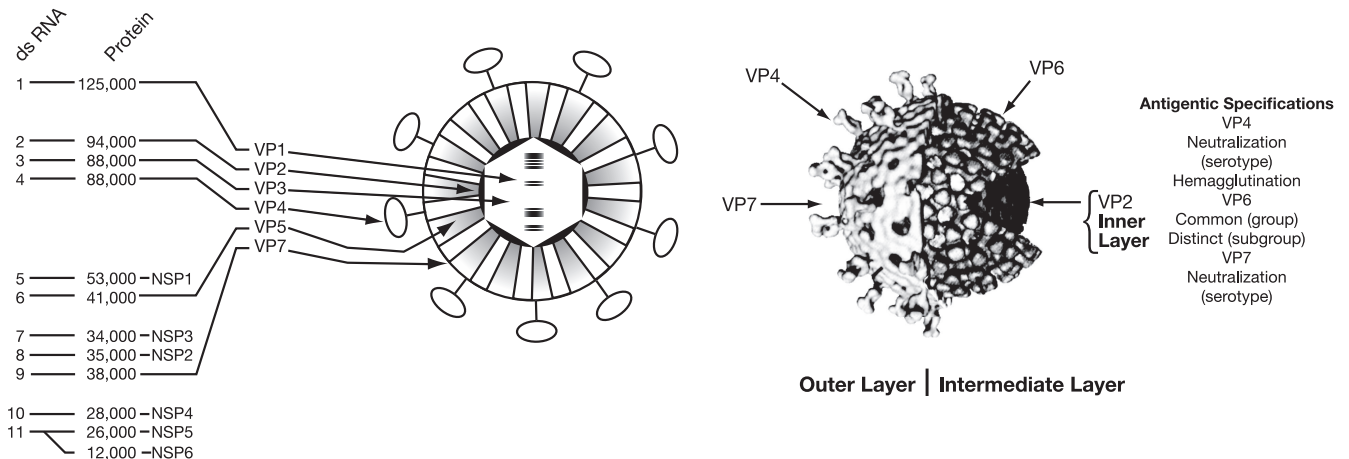 ds RNA
Protein
1 125,000
2 94,000
3 88,000
4 88,000
5 53,000 NSP1
6 41,000
7 34,000 NSP3
8 35,000 NSP2
9 38,000
10 28,000 NSP4
11 26,000 NSP5
12,000 NSP6
VP1
VP2
VP3
VP4
VP5
VP7
VP4
VP6
VP7
VP2
Inner
Layer
Outer Layer | Intermediate Layer
Antigentic Specifications
VP4
Neutralization
(serotype)
Hemagglutination
VP6
Common (group)
Distinct (subgroup)
VP7
Neutralization
(serotype)